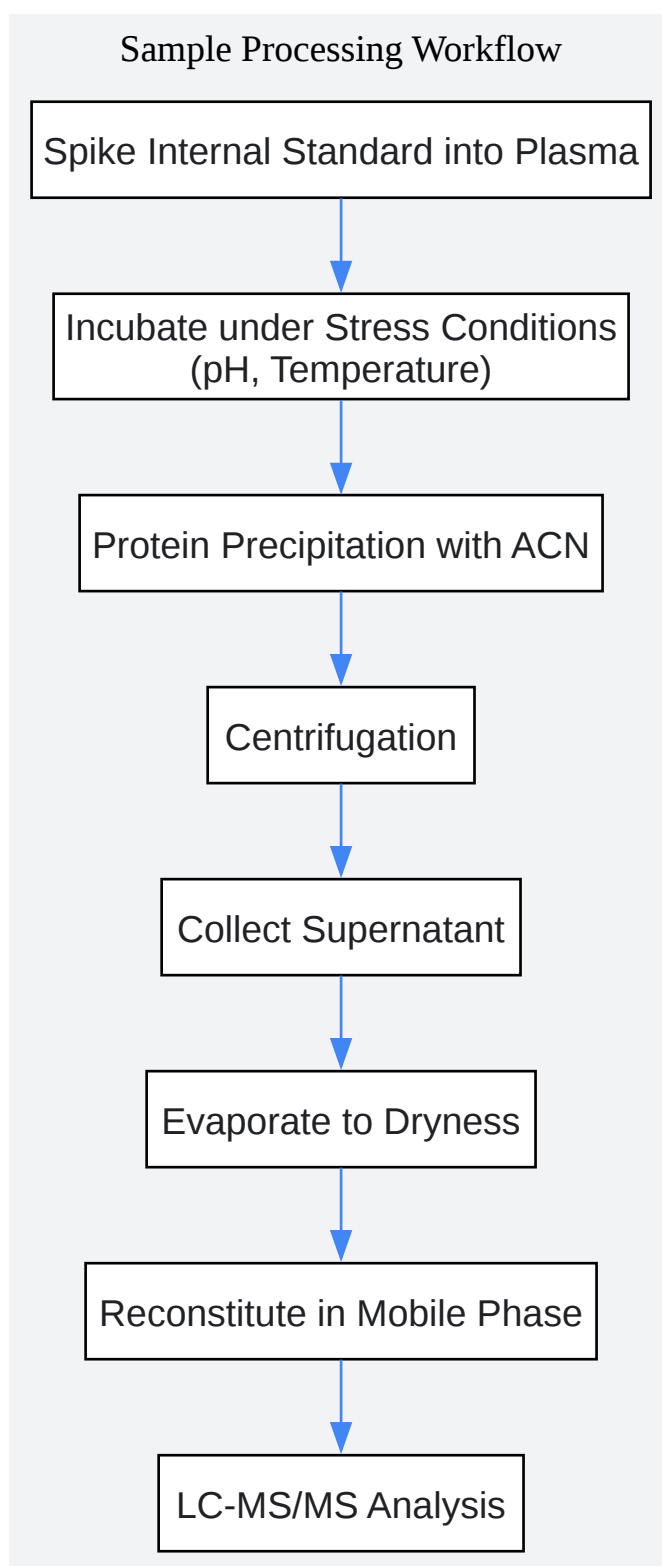 Sample Processing Workflow
Spike Internal Standard into Plasma
Incubate under Stress Conditions
(pH, Temperature)
Protein Precipitation with ACN
Centrifugation
Collect Supernatant
Evaporate to Dryness
Reconstitute in Mobile Phase
LC-MS/MS Analysis